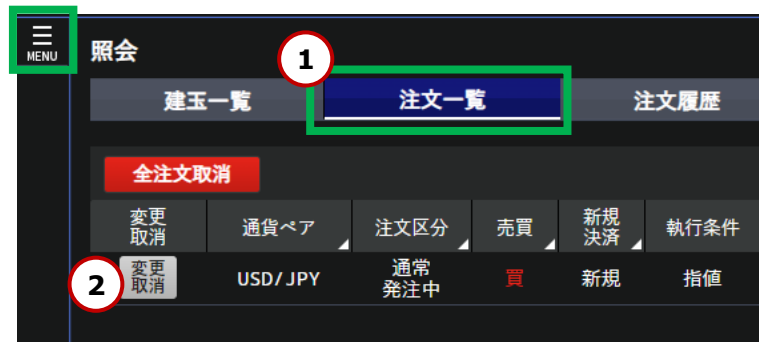 MENU
照会
1
建玉一覧 注文一覧 注文履歴
全注文取消
変更
取消
通貨ペア
注文区分
売買
新規
決済
執行条件
2
変更
取消
USD/JPY
通常
発注中
買
新規
指値